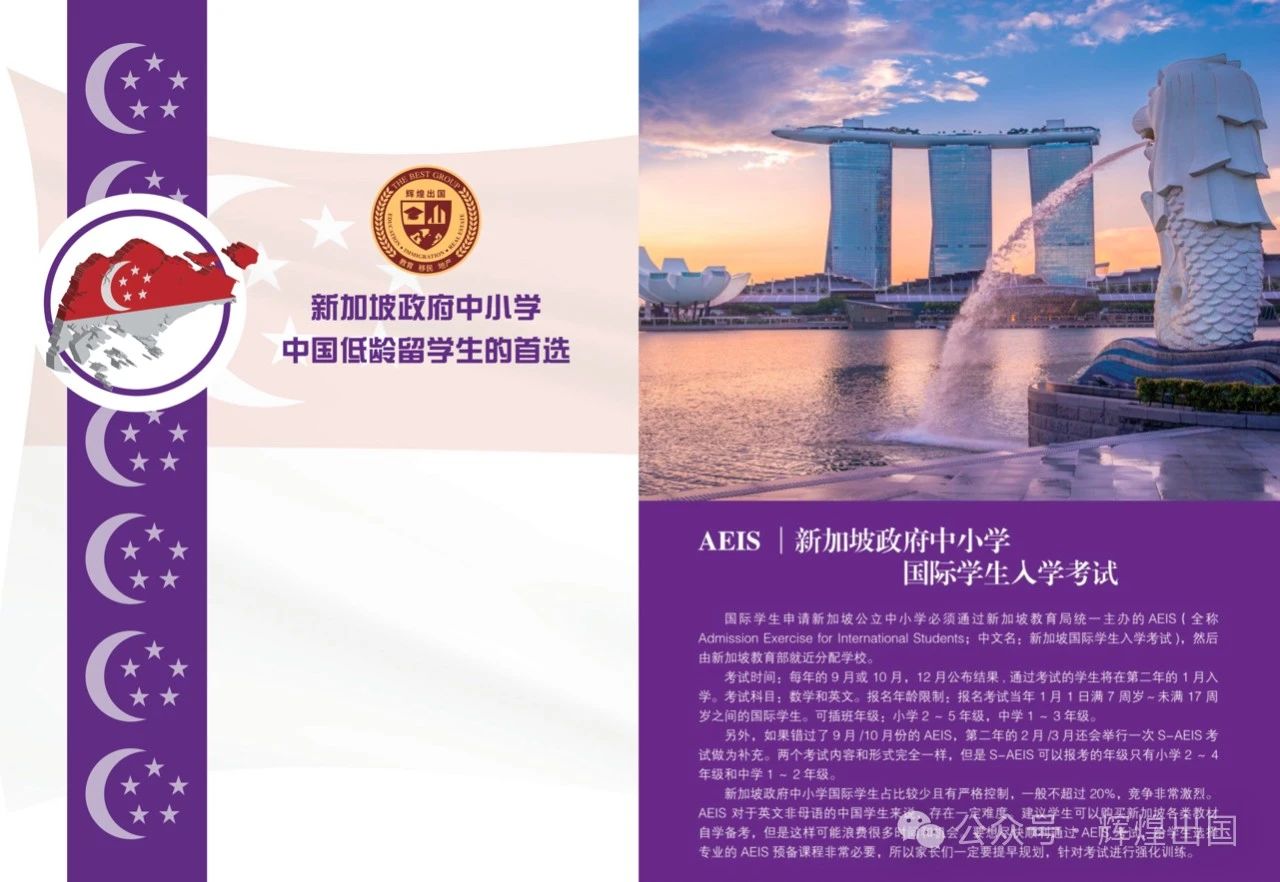 THE BEST GROUP
辉煌出国
EDUCATION • IMMIGRATION • REAL ESTATE
教育 移民 地产
新加坡政府中小学
中国低龄留学生的首选
AEIS | 新加坡政府中小学
国际学生入学考试
国际学生申请新加坡公立中小学必须通过新加坡教育局统一主办的 AEIS（全称
Admission Exercise for International Students；中文名：新加坡国际学生入学考试），然后
由新加坡教育部就近分配学校。
考试时间：每年的 9 月或 10 月，12 月公布结果，通过考试的学生将在第二年的 1 月入
学。考试科目：数学和英文。报名年龄限制：报名考试当年 1 月 1 日满 7 周岁 ~ 未满 17 周
岁之间的国际学生。可插班年级：小学 2 ~ 5 年级，中学 1 ~ 3 年级。
另外，如果错过了 9 月 /10 月份的 AEIS，第二年的 2 月 /3 月还会举行一次 S-AEIS 考
试做为补充。两个考试内容和形式完全一样，但是 S-AEIS 可以报考的年级只有小学 2 ~ 4
年级和中学 1 ~ 2 年级。
新加坡政府中小学国际学生占比较少且有严格控制，一般不超过 20%，竞争非常激烈。
AEIS 对于英文非母语的中国学生来说，存在一定难度。建议学生可以购买新加坡各类教材
自学备考，但是这样可能浪费很多时间和机会。要想尽快顺利通过 AEIS 考试，给学生选择
专业的 AEIS 预备课程非常必要，所以家长们一定要提早规划，针对考试进行强化训练。
公众号 · 辉煌出国